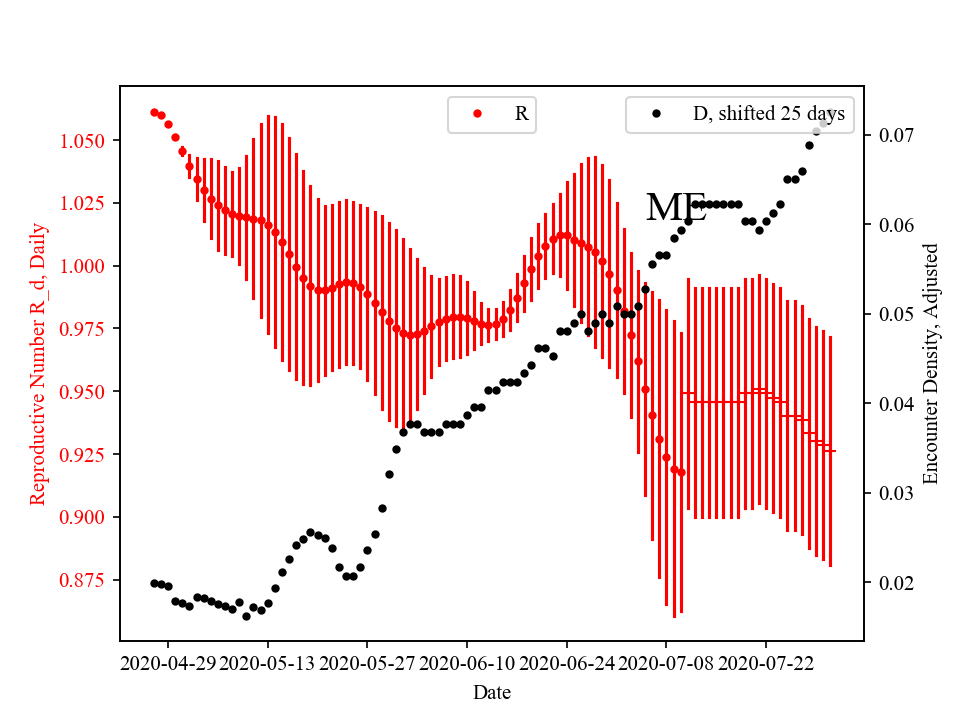 R
D, shifted 25 days
ME
Reproductive Number R_d, Daily
1.050
1.025
1.000
0.975
0.950
0.925
0.900
0.875
0.07
0.06
0.05
0.04
0.03
0.02
Encounter Density, Adjusted
2020-04-29 2020-05-13 2020-05-27 2020-06-10 2020-06-24 2020-07-08 2020-07-22
Date